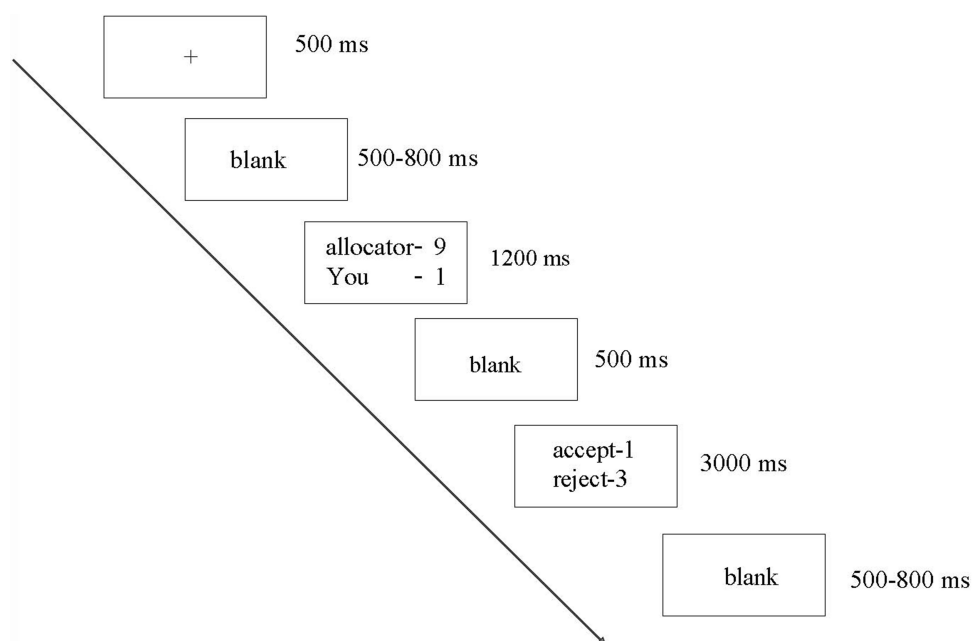 +
500 ms
blank
500-800 ms
allocator- 9
You - 1
1200 ms
blank
500 ms
accept-1
reject-3
3000 ms
blank
500-800 ms